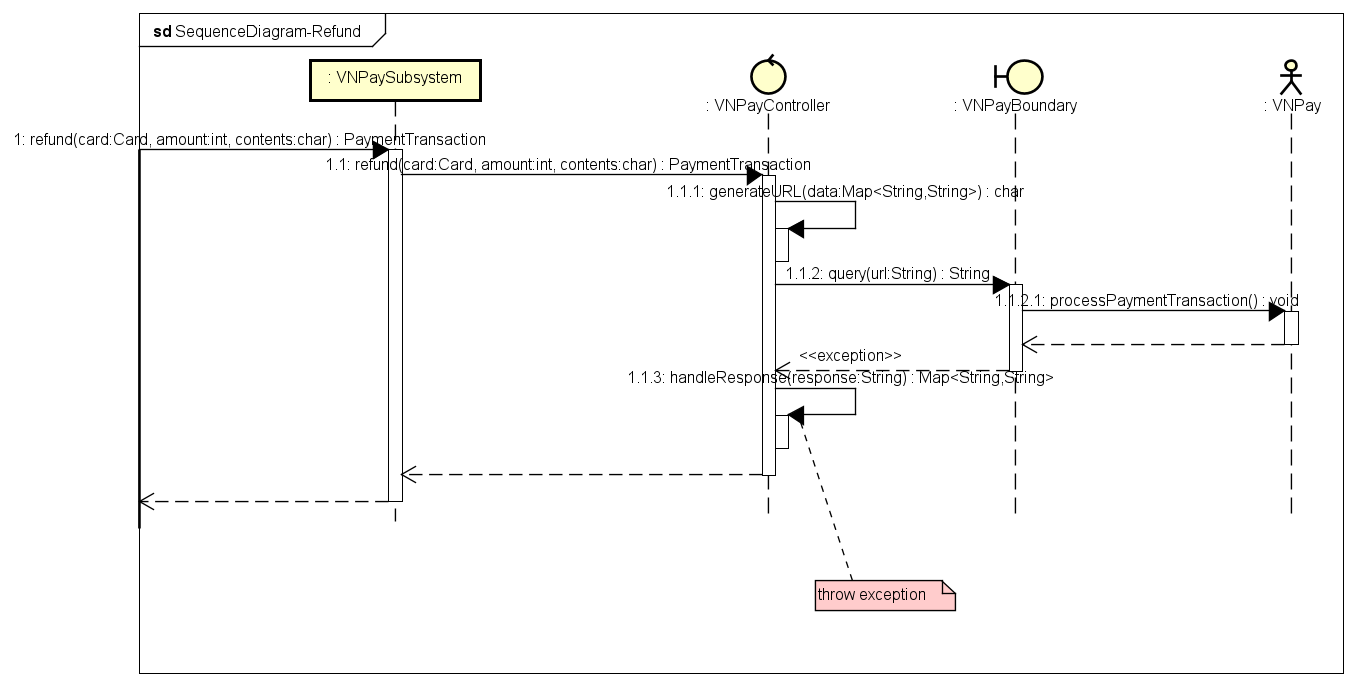 sd SequenceDiagram-Refund
: VNPaySubsystem
: VNPayController
: VNPayBoundary
: VNPay
1: refund(card:Card, amount:int, contents:char) : PaymentTransaction
1.1: refund(card:Card, amount:int, contents:char) : PaymentTransaction
1.1.1: generateURL(data:Map<String,String>) : char
1.1.2: query(url:String) : String
1.1.2.1: processPaymentTransaction() : void
<<exception>>
1.1.3: handleResponse(response:String) : Map<String,String>
throw exception